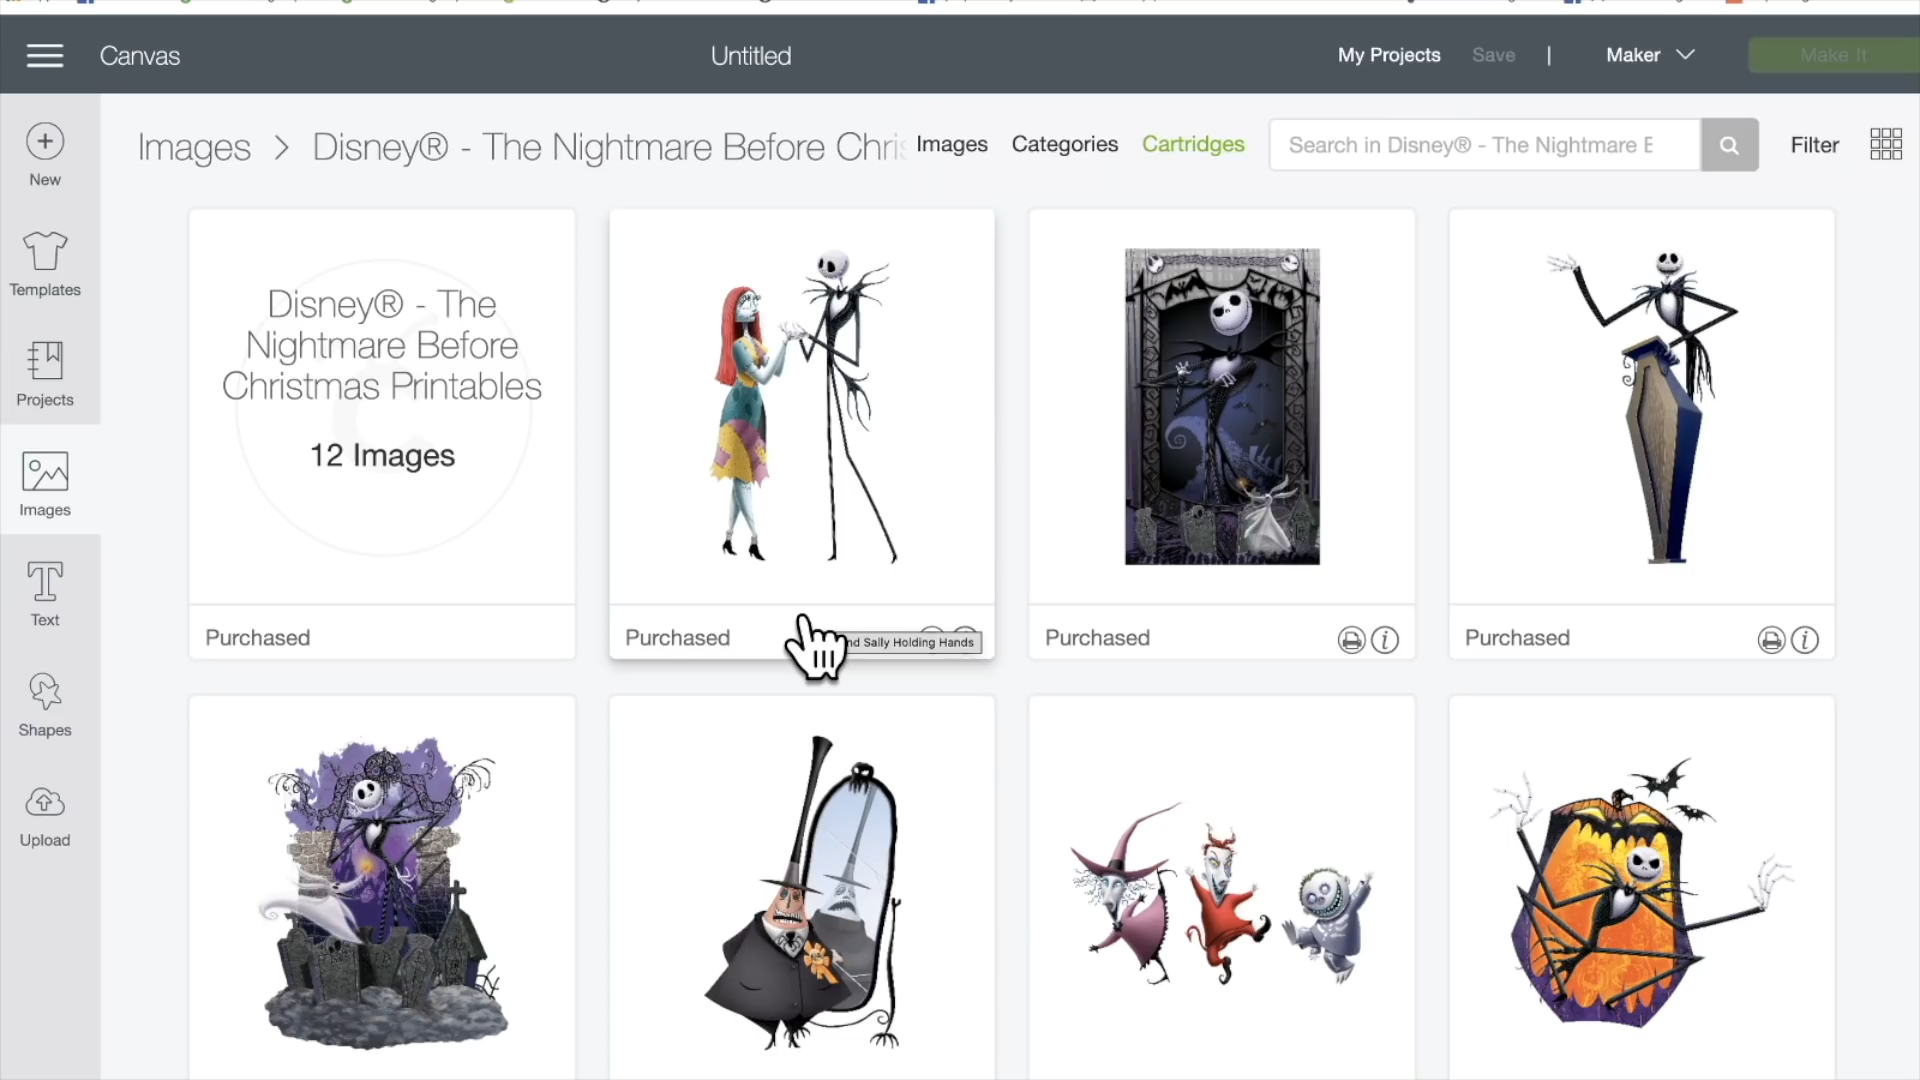 Canvas
Untitled
My Projects
Save
|
Maker
Make It
New
Templates
Projects
Images
Text
Shapes
Upload
Images > Disney® - The Nightmare Before Chris
Images
Categories
Cartridges
Search in Disney® - The Nightmare B
Filter
Disney® - The
Nightmare Before
Christmas Printables
12 Images
Purchased
Purchased
nd Sally Holding Hands
Purchased
Purchased